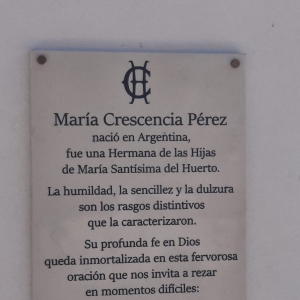 María Crescencia Pérez
nació en Argentina,
fue una Hermana de las Hijas
de María Santísima del Huerto.
La humildad, la sencillez y la dulzura
son los rasgos distintivos
que la caracterizaron.
Su profunda fe en Dios
queda inmortalizada en esta fervorosa
oración que nos invita a rezar
en momentos difíciles: